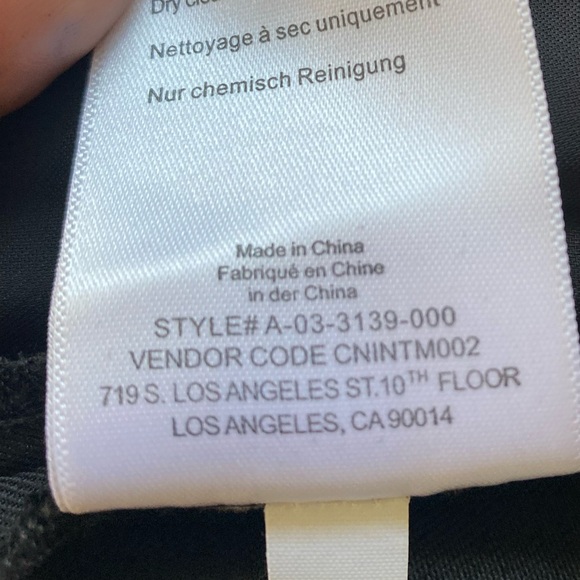 Dry
Nettoyage à sec uniquement
Nur chemisch Reinigung
Made in China
Fabriqué en Chine
in der China
STYLE# A-03-3139-000
VENDOR CODE CNINTM002
719 S. LOS ANGELES ST.10TH FLOOR
LOS ANGELES, CA 90014